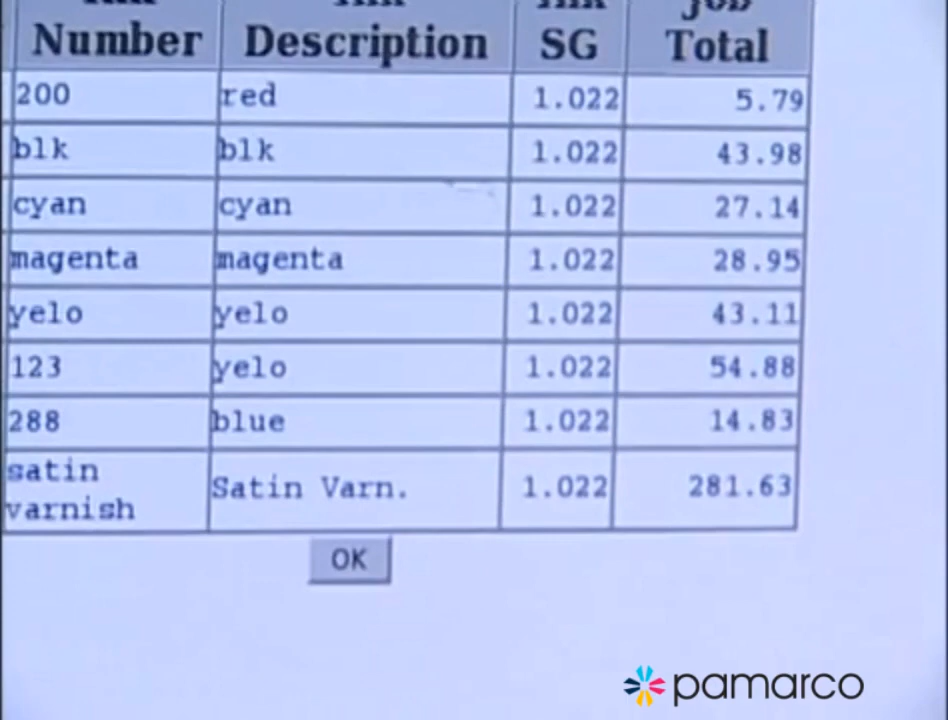 Number Description SG Total
200 red 1.022 5.79
blk blk 1.022 43.98
cyan cyan 1.022 27.14
magenta magenta 1.022 28.95
yelo yelo 1.022 43.11
123 yelo 1.022 54.88
288 blue 1.022 14.83
satin varnish Satin Varn. 1.022 281.63
OK
pamarco